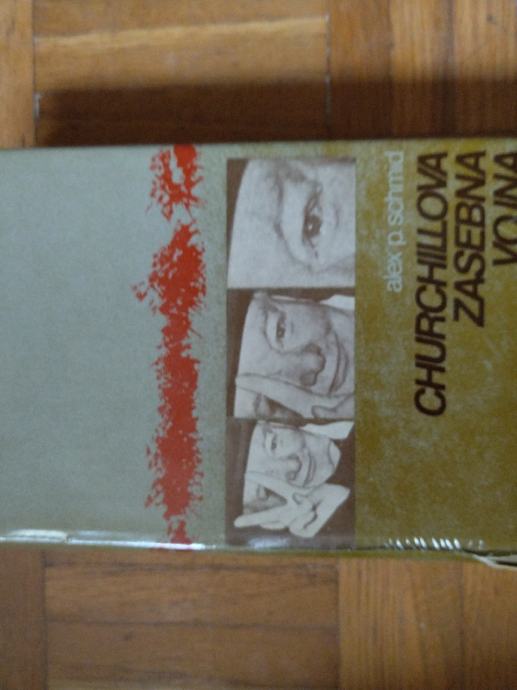 alex p. schmid
CHURCHILLOVA
ZASEBNA
VOJNA